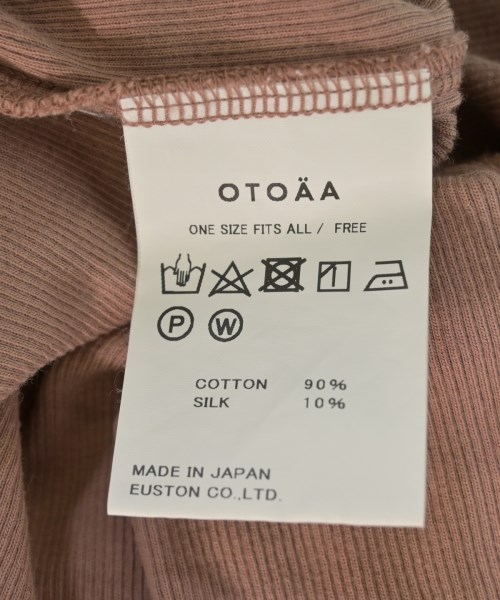 OTOÄA
ONE SIZE FITS ALL / FREE
P W
COTTON 90%
SILK 10%
MADE IN JAPAN
EUSTON CO.,LTD.